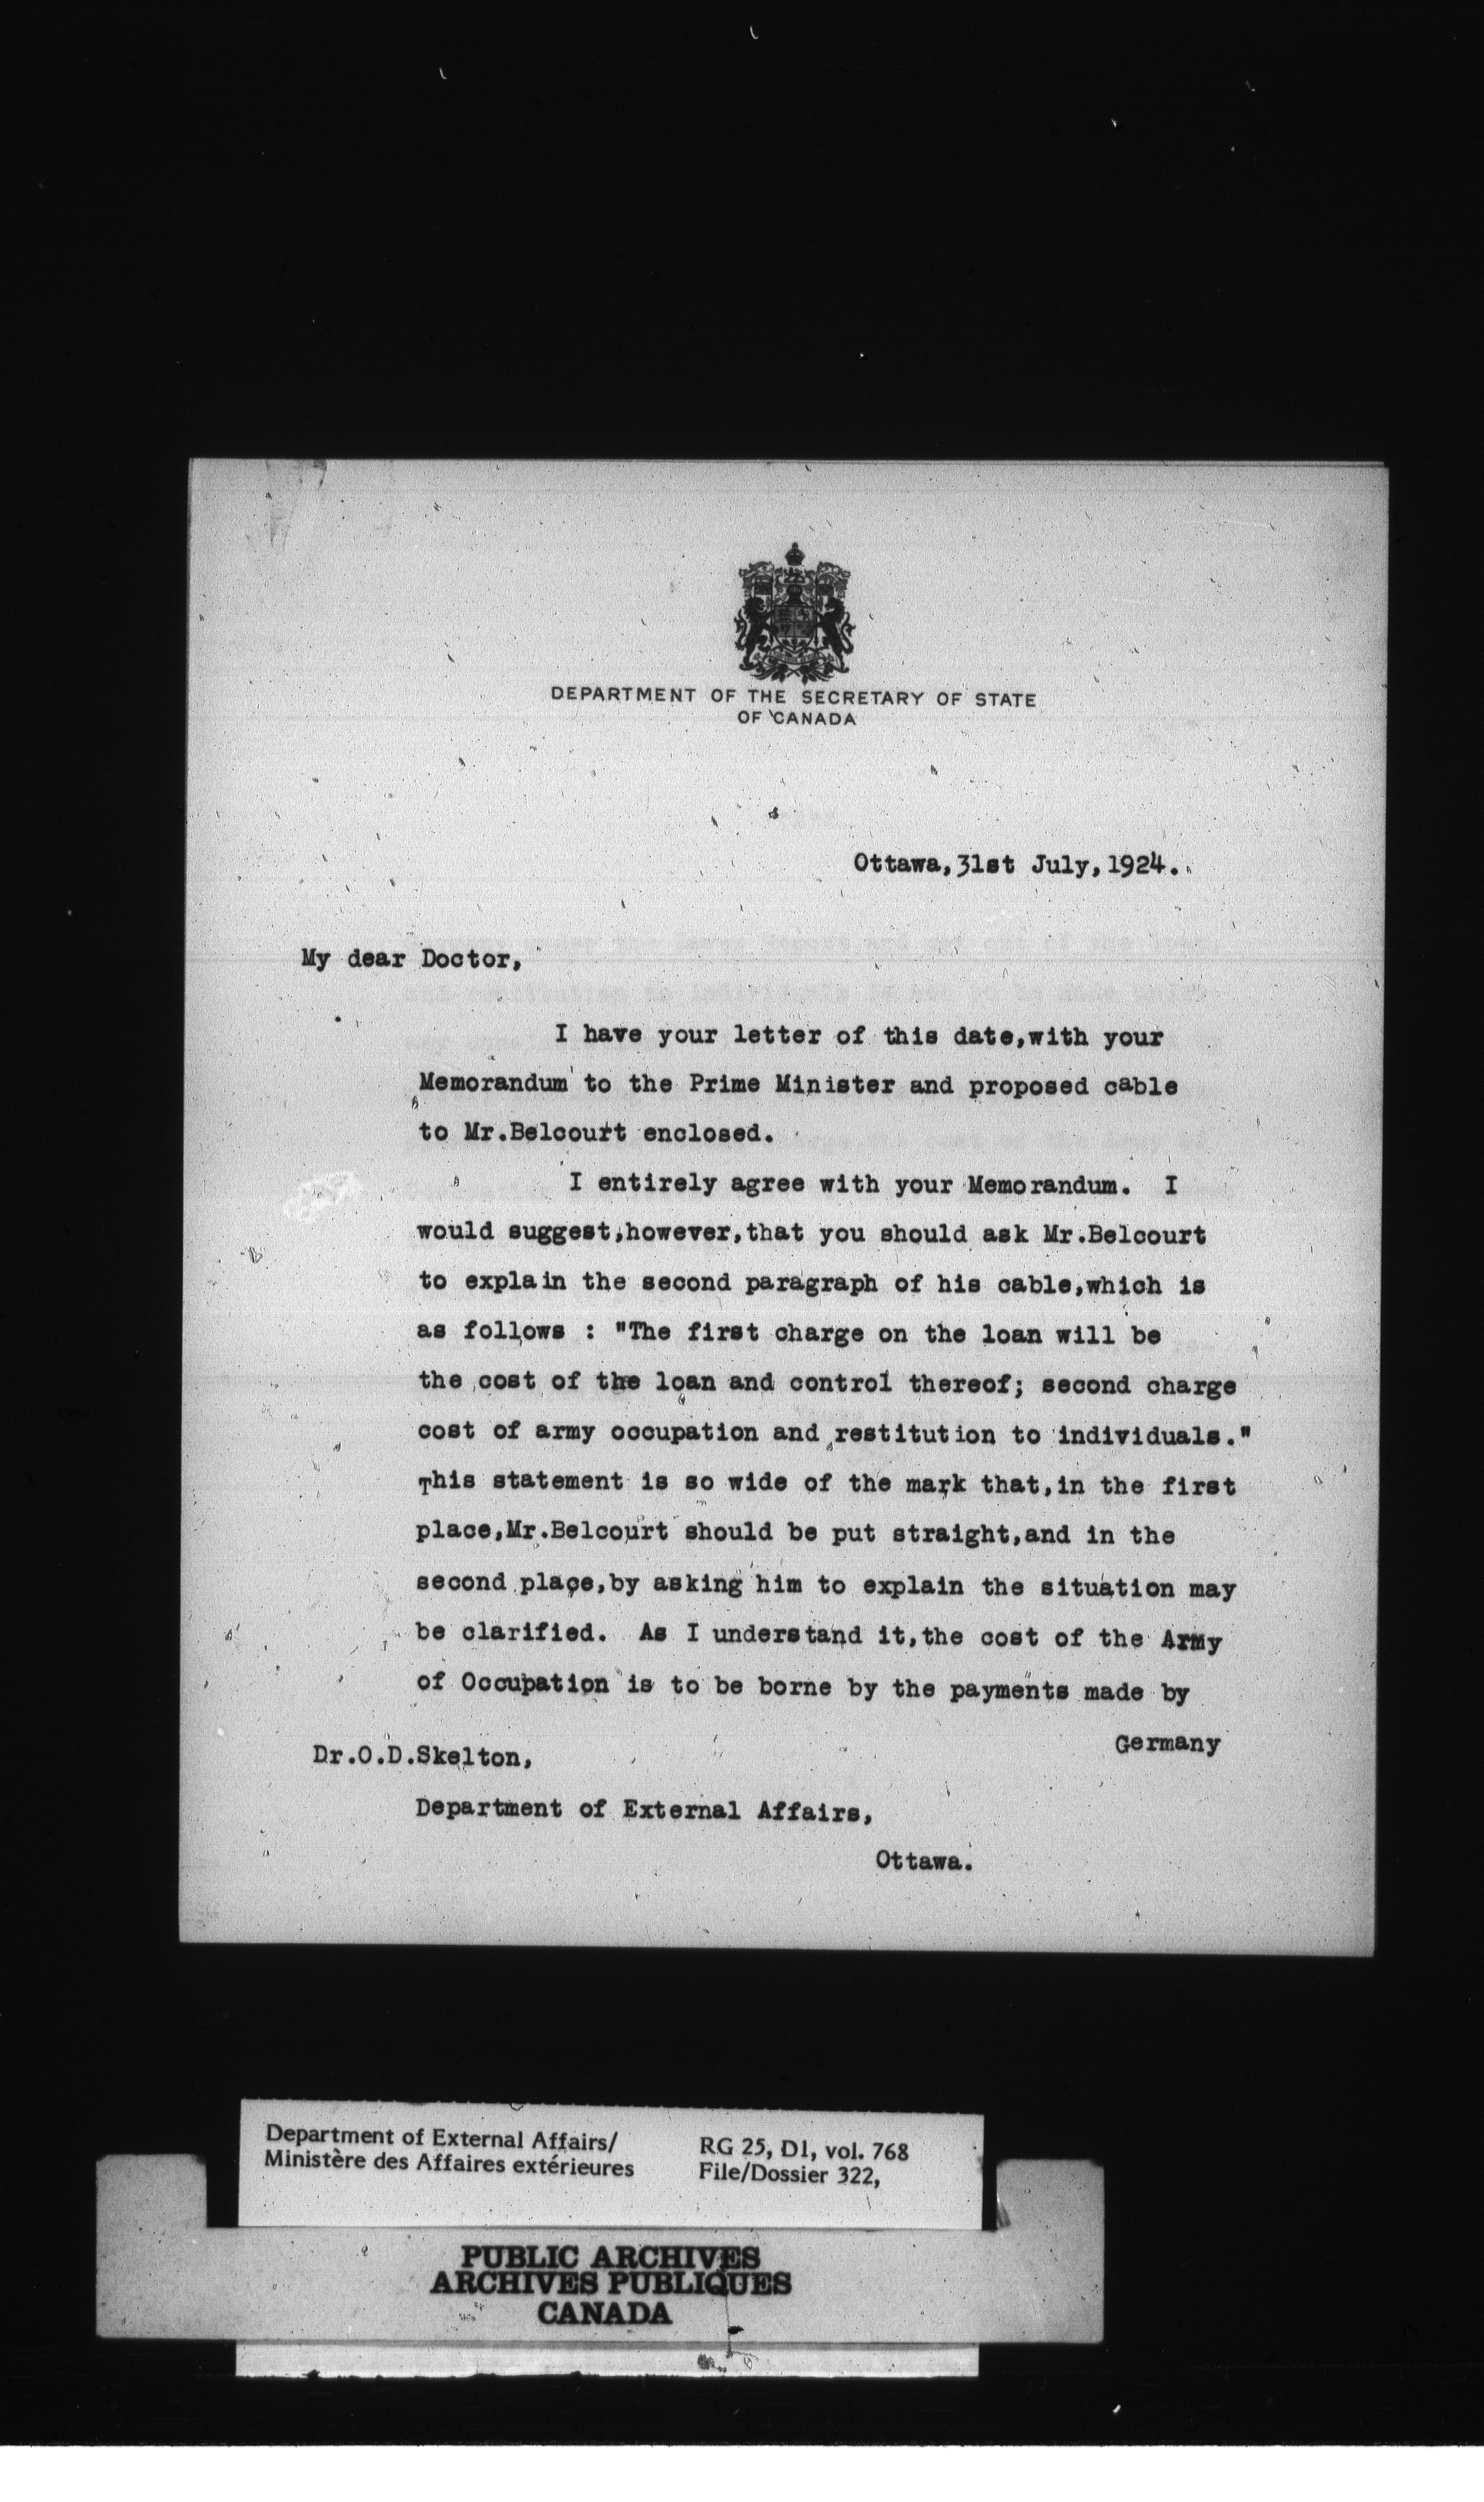 DEPARTMENT OF THE SECRETARY OF STATE
OF CANADA
Ottawa, 31st July, 1924.
My dear Doctor,
I have your letter of this date, with your
Memorandum to the Prime Minister and proposed cable
to Mr. Belcourt enclosed.
I entirely agree with your Memorandum. I
would suggest, however, that you should ask Mr. Belcourt
to explain the second paragraph of his cable, which is
as follows : "The first charge on the loan will be
the cost of the loan and control thereof; second charge
cost of army occupation and restitution to individuals."
This statement is so wide of the mark that, in the first
place, Mr. Belcourt should be put straight, and in the
second place, by asking him to explain the situation may
be clarified. As I understand it, the cost of the Army
of Occupation is to be borne by the payments made by
Germany
Dr. O. D. Skelton,
Department of External Affairs,
Ottawa.
Department of External Affairs/
Ministère des Affaires extérieures
RG 25, D1, vol. 768
File/Dossier 322,
PUBLIC ARCHIVES
ARCHIVES PUBLIQUES
CANADA